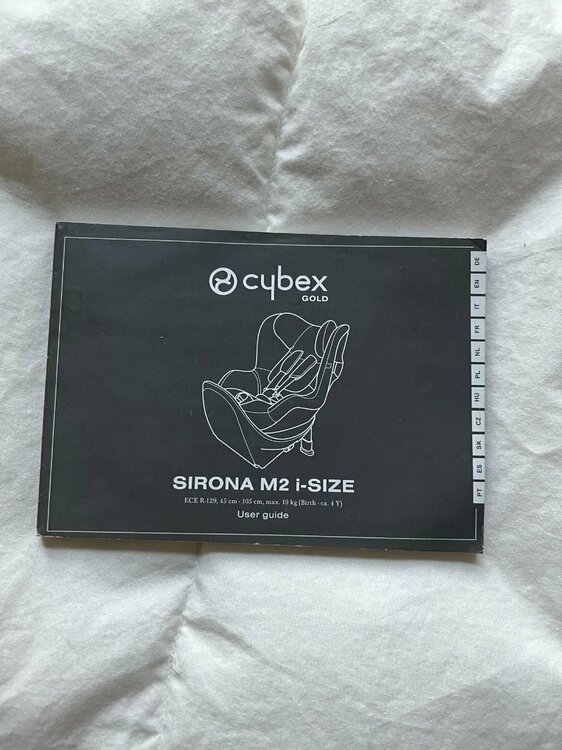 cybex
GOLD
SIRONA M2 i-SIZE
ECE R-129, 45 cm - 105 cm, max. 19 kg (Birth - ca. 4 Y)
User guide
DE
EN
IT
FR
NL
PL
HU
CZ
SK
ES
PT